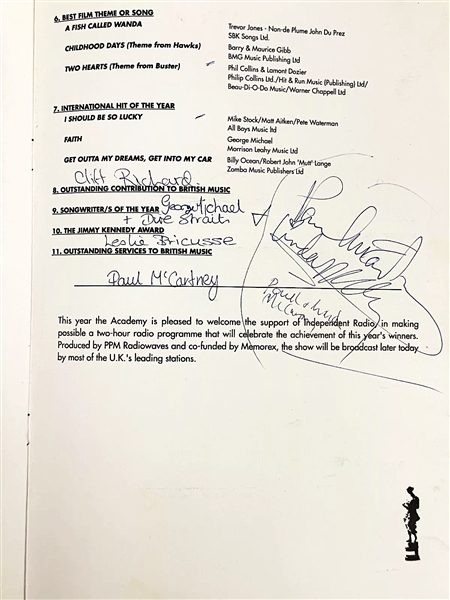 6. BEST FILM THEME OR SONG
A FISH CALLED WANDA
Trevor Jones - Non-de Plume John Du Prez
SBK Songs Ltd.
CHILDHOOD DAYS (Theme from Hawks)
Barry & Maurice Gibb
BMG Music Publishing Ltd
TWO HEARTS (Theme from Buster)
Phil Collins & Lamont Dozier
Philip Collins Ltd./Hit & Run Music (Publishing) Ltd/
Beau-Di-O-Do Music/Warner Chappell Ltd
7. INTERNATIONAL HIT OF THE YEAR
I SHOULD BE SO LUCKY
Mike Stock/Matt Aitken/Pete Waterman
All Boys Music ltd
FAITH
George Michael
Morrison Leahy Music Ltd
GET OUTTA MY DREAMS, GET INTO MY CAR
Billy Ocean/Robert John 'Mutt' Lange
Zomba Music Publishers Ltd
Cliff Richard.
8. OUTSTANDING CONTRIBUTION TO BRITISH MUSIC
9. SONGWRITER/S OF THE YEAR George Michael
+ Dire Straits
10. THE JIMMY KENNEDY AWARD
Leslie Bricusse
11. OUTSTANDING SERVICES TO BRITISH MUSIC
Paul McCartney
Paul McCartney
Linda McCartney
Paul & Linda
McCartney
This year the Academy is pleased to welcome the support of Independent Radio in making
possible a two-hour radio programme that will celebrate the achievement of this year's winners.
Produced by PPM Radiowaves and co-funded by Memorex, the show will be broadcast later today
by most of the U.K.'s leading stations.